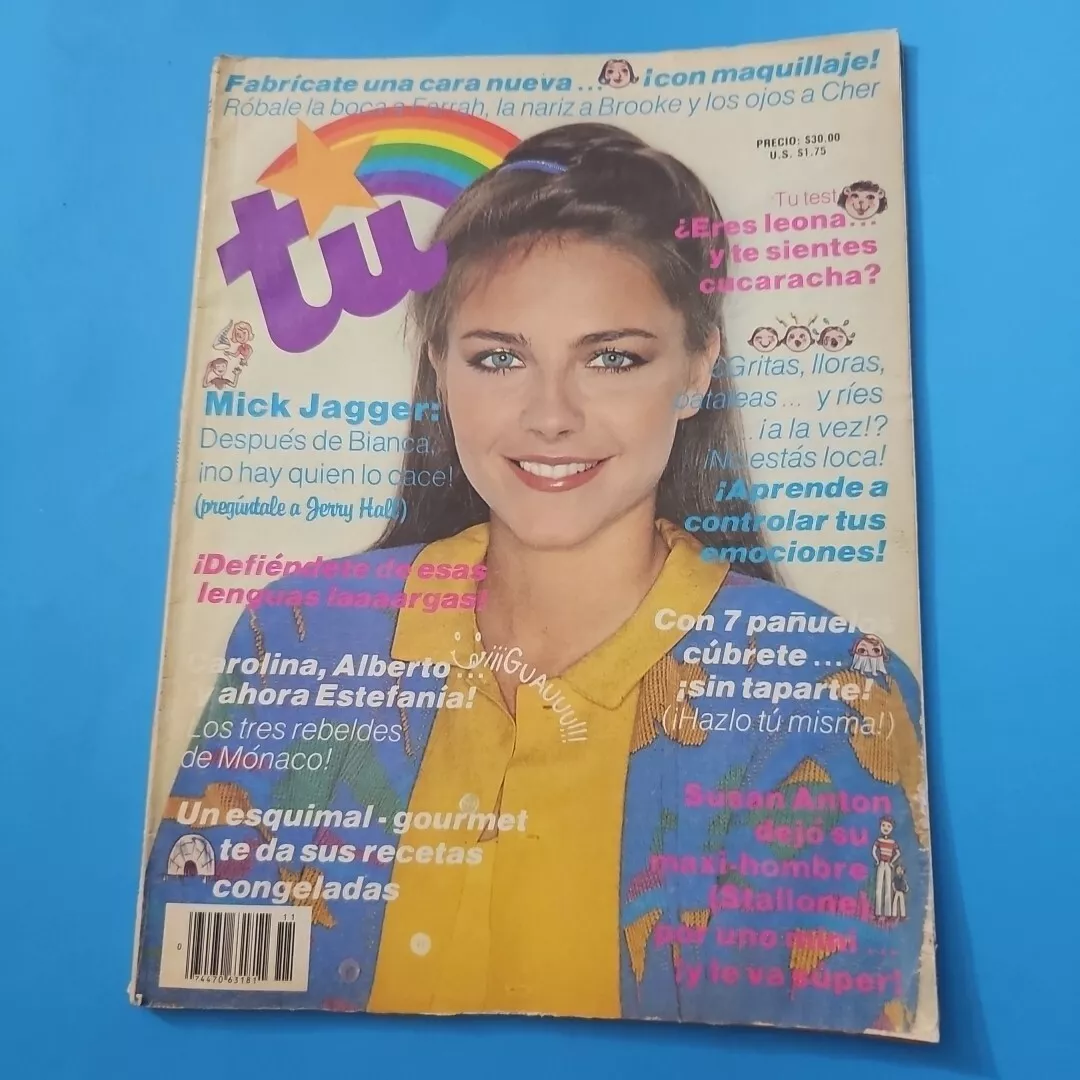 Fabrícate una cara nueva... ¡con maquillaje!
Róbale la boca a Farrah, la nariz a Brooke y los ojos a Cher
tu
PRECIO: $30.00
U.S. $1.75
Tu test
¿Eres leona...
y te sientes
cucaracha?
Mick Jagger:
Después de Bianca,
¡no hay quien lo cace!
(pregúntale a Jerry Hall)
¡Defiéndete de esas
lenguas laaaargas!
Carolina, Alberto...
y ahora Estefanía!
Los tres rebeldes
de Mónaco!
Un esquimal-gourmet
te da sus recetas
congeladas
¿Gritas, lloras,
pataleas... y ríes
...¡a la vez!?
¡No estás loca!
¡Aprende a
controlar tus
emociones!
¡¡¡GUAUUU!!!
Con 7 pañuelos
cúbrete...
¡sin taparte!
(¡Hazlo tú misma!)
Susan Anton
dejó su
maxi-hombre
(Stallone)
por uno mini...
¡y le va súper!
11
0 74470 63181